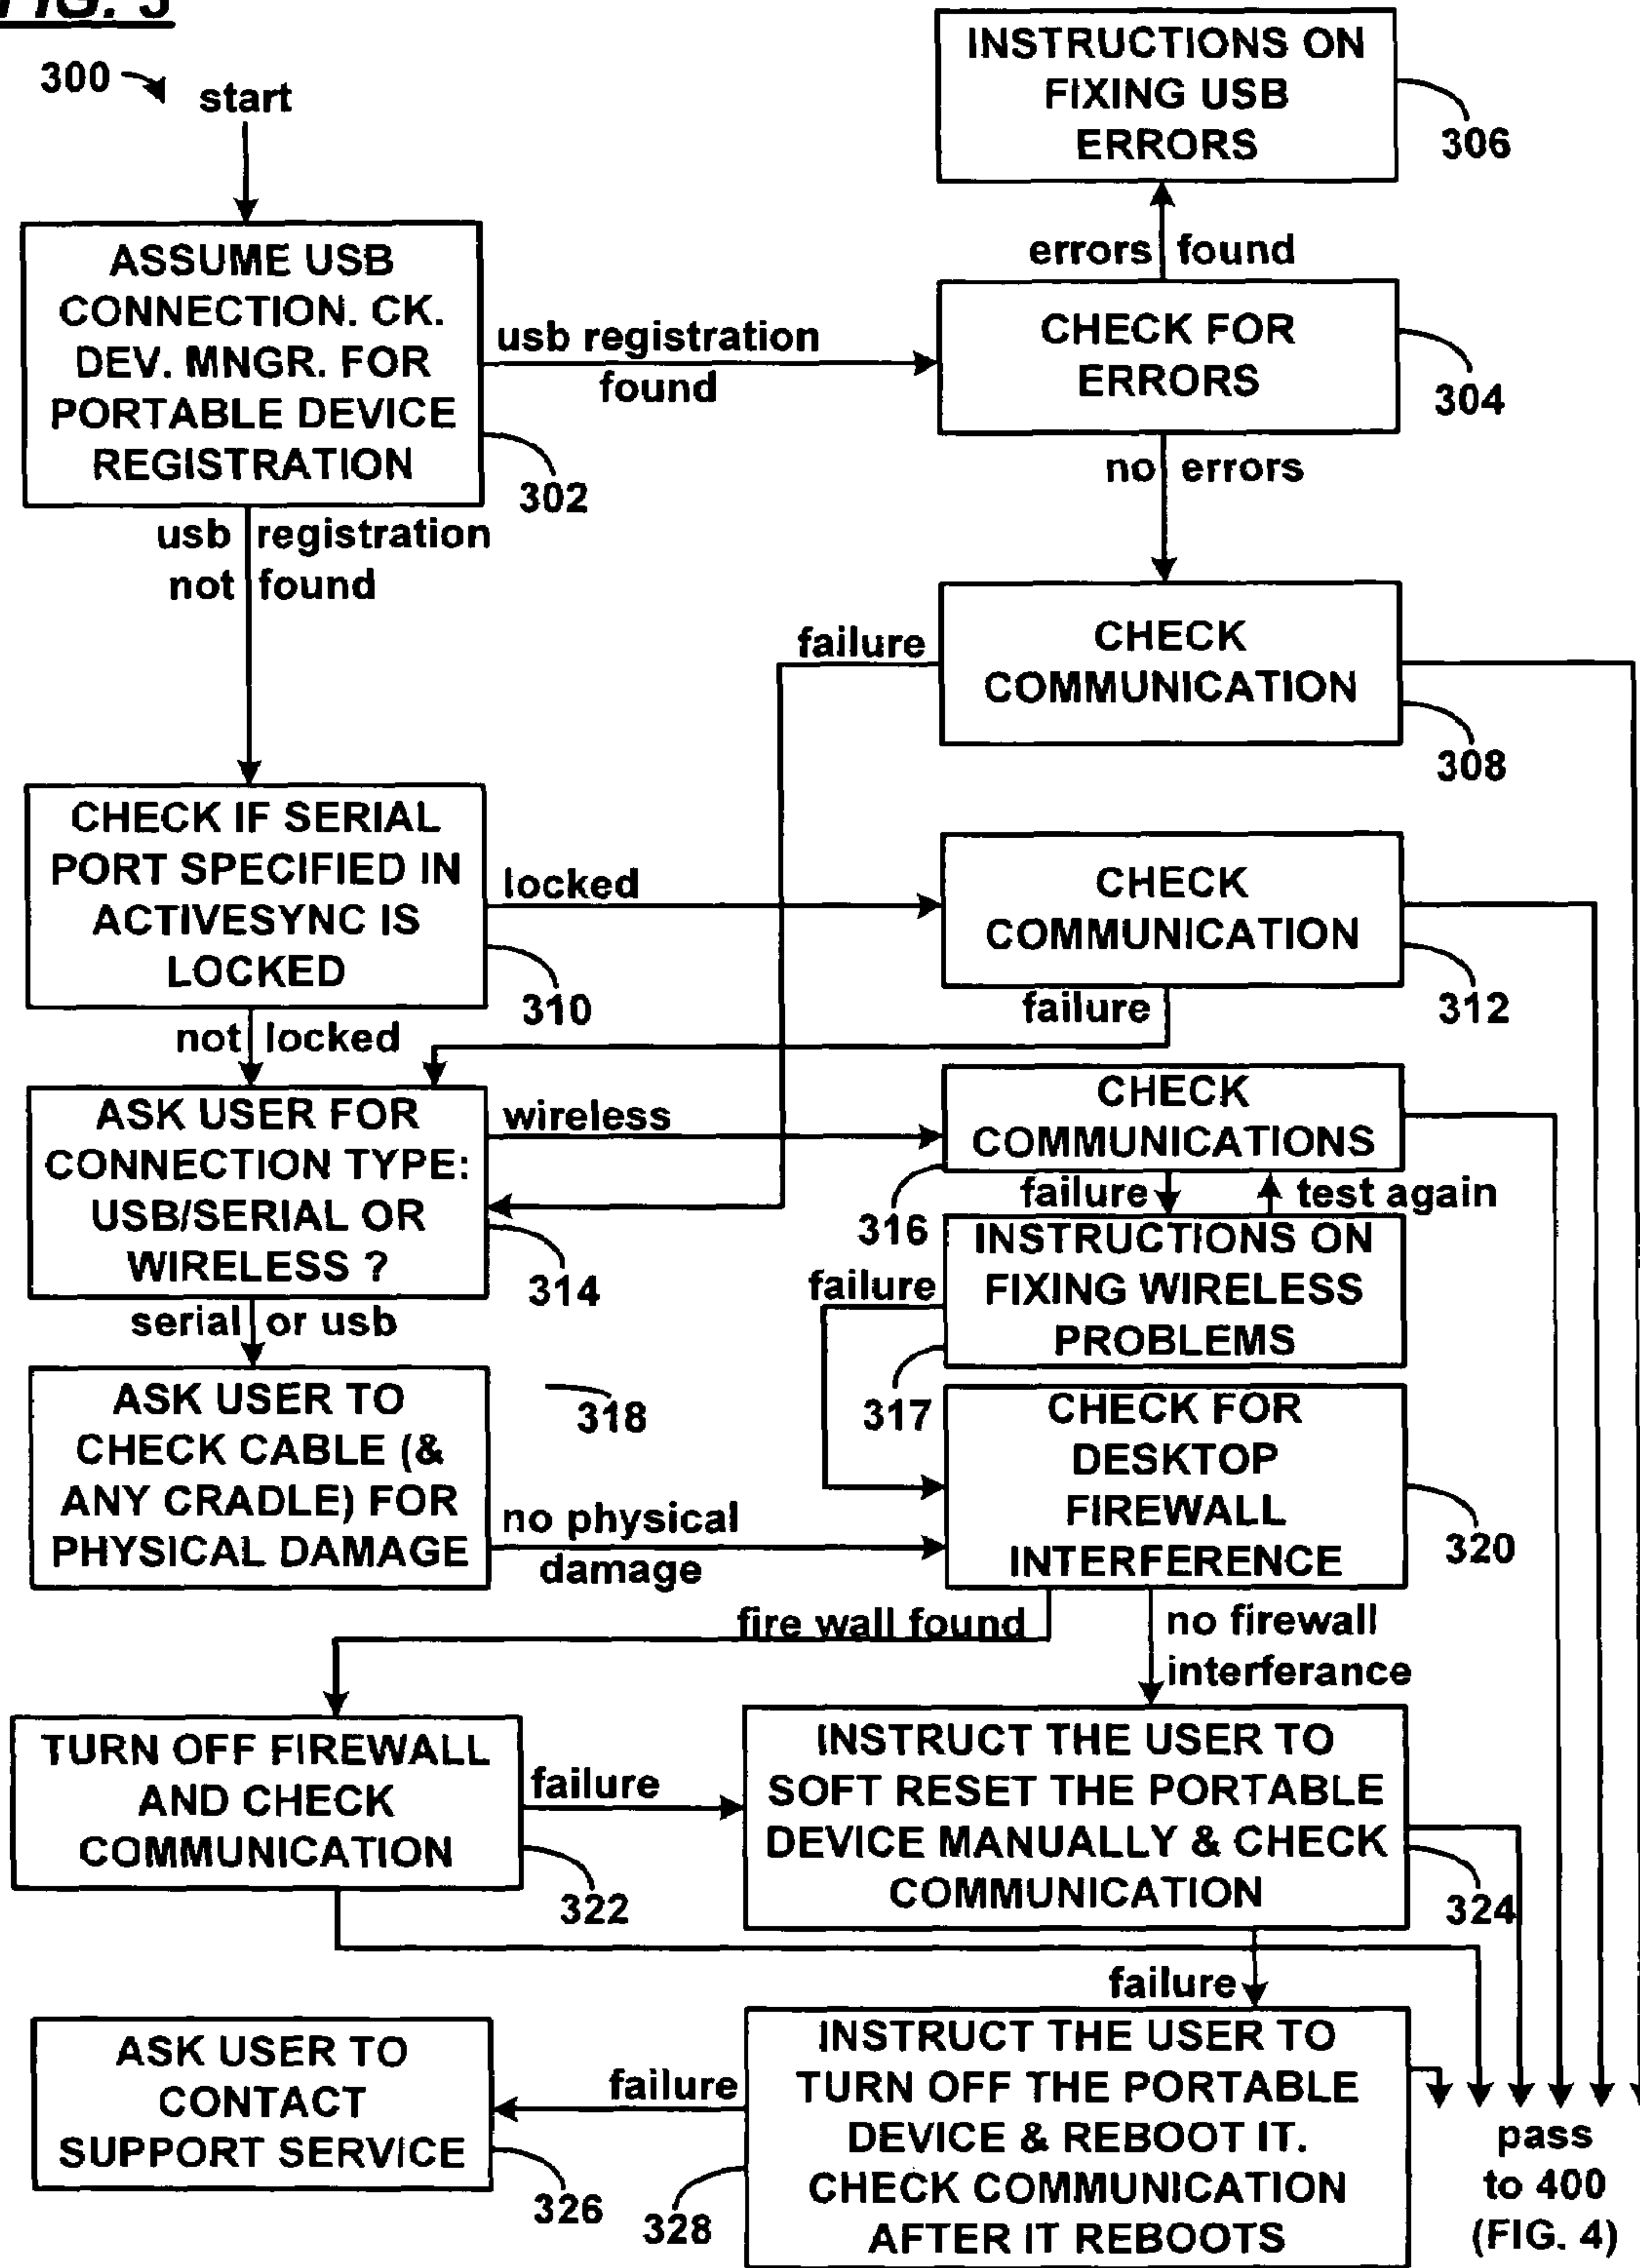 FIG. 3
300
start
INSTRUCTIONS ON
FIXING USB
ERRORS
306
errors found
ASSUME USB
CONNECTION. CK.
DEV. MNGR. FOR
PORTABLE DEVICE
REGISTRATION
302
usb registration
found
CHECK FOR
ERRORS
304
no errors
usb registration
not found
failure
CHECK
COMMUNICATION
308
CHECK IF SERIAL
PORT SPECIFIED IN
ACTIVESYNC IS
LOCKED
310
locked
CHECK
COMMUNICATION
312
failure
not locked
ASK USER FOR
CONNECTION TYPE:
USB/SERIAL OR
WIRELESS ?
314
wireless
CHECK
COMMUNICATIONS
316
failure
test again
INSTRUCTIONS ON
FIXING WIRELESS
PROBLEMS
317
failure
serial or usb
ASK USER TO
CHECK CABLE (&
ANY CRADLE) FOR
PHYSICAL DAMAGE
318
no physical
damage
CHECK FOR
DESKTOP
FIREWALL
INTERFERENCE
320
fire wall found
no firewall
interferance
TURN OFF FIREWALL
AND CHECK
COMMUNICATION
322
failure
INSTRUCT THE USER TO
SOFT RESET THE PORTABLE
DEVICE MANUALLY & CHECK
COMMUNICATION
324
failure
ASK USER TO
CONTACT
SUPPORT SERVICE
326
failure
INSTRUCT THE USER TO
TURN OFF THE PORTABLE
DEVICE & REBOOT IT.
CHECK COMMUNICATION
AFTER IT REBOOTS
328
pass
to 400
(FIG. 4)